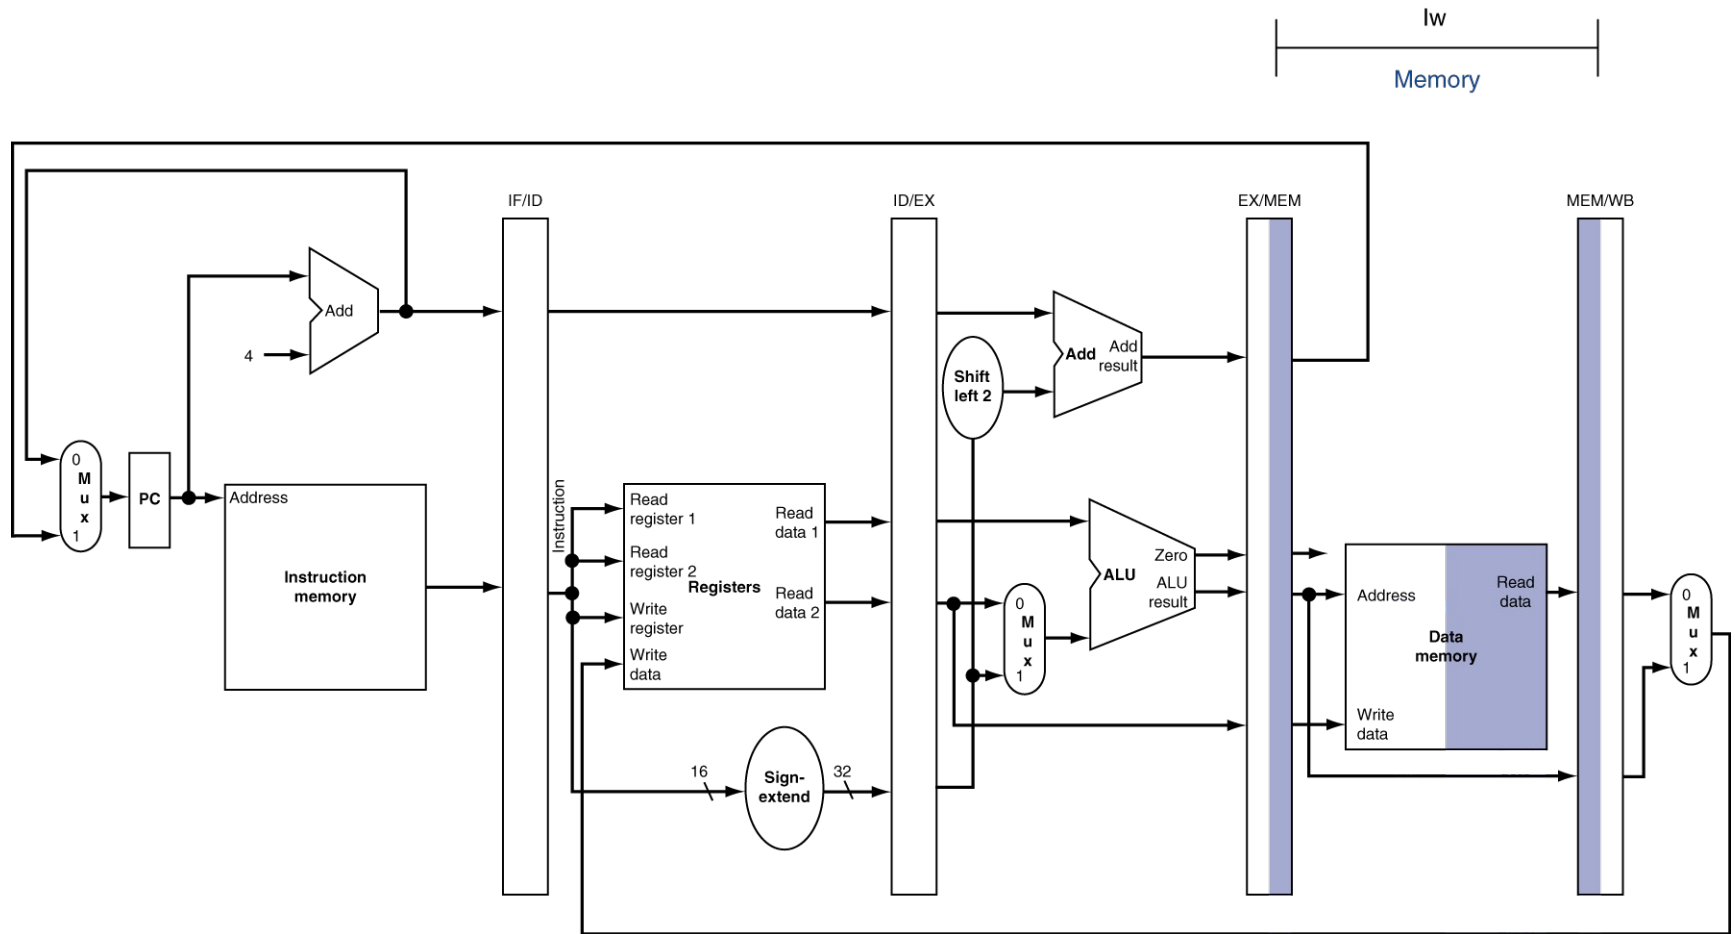 lw
Memory
IF/ID
ID/EX
EX/MEM
MEM/WB
Add
4
Add
Add
result
Shift
left 2
0
M
u
x
1
PC
Address
Instruction
memory
Instruction
Read
register 1
Read
register 2
Write
register
Write
data
Registers
Read
data 1
Read
data 2
16
Sign-
extend
32
0
M
u
x
1
ALU
Zero
ALU
result
Address
Read
data
Data
memory
Write
data
0
M
u
x
1